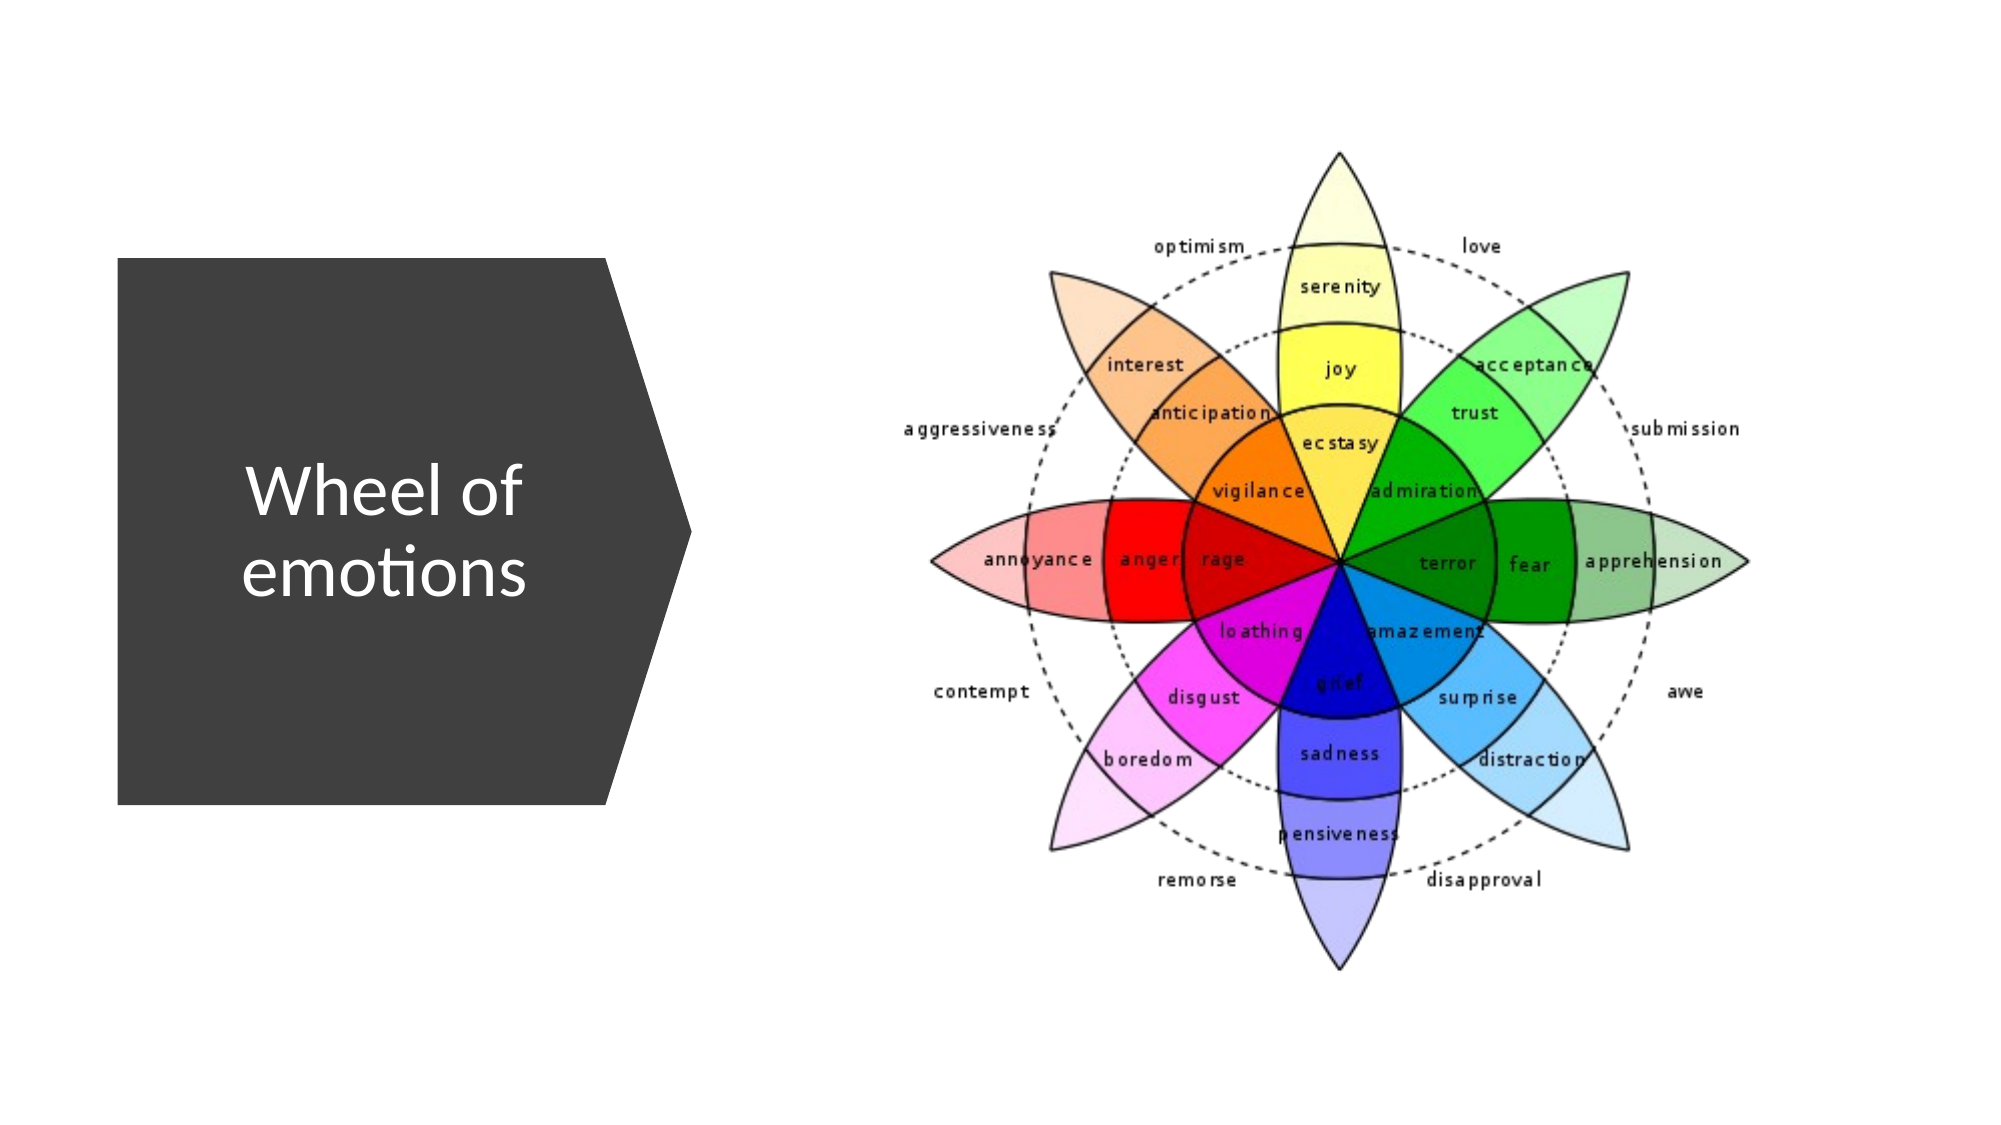 Wheel of
emotions
optimism
love
serenity
interest
joy
acceptance
anticipation
trust
aggressiveness
submission
ecstasy
vigilance
admiration
annoyance
anger
rage
terror
fear
apprehension
loathing
amazement
grief
contempt
disgust
surprise
awe
boredom
sadness
distraction
pensiveness
remorse
disapproval